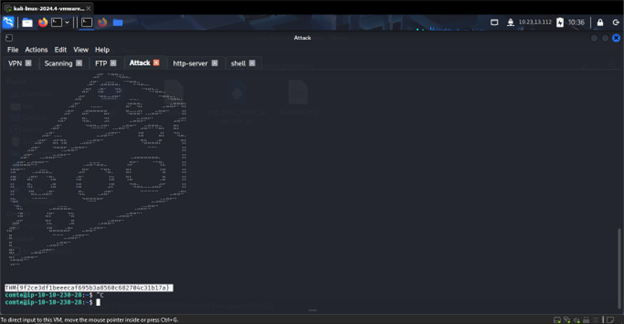 kali-linux-2024.4-vmware...
10.23.13.112
10:36
Attack
File Actions Edit View Help
VPN
Scanning
FTP
Attack
http-server
shell
comte@ip-10-10-230-28:~$ ^C
comte@ip-10-10-230-28:~$
To direct input to this VM, move the mouse pointer inside or press Ctrl+G.